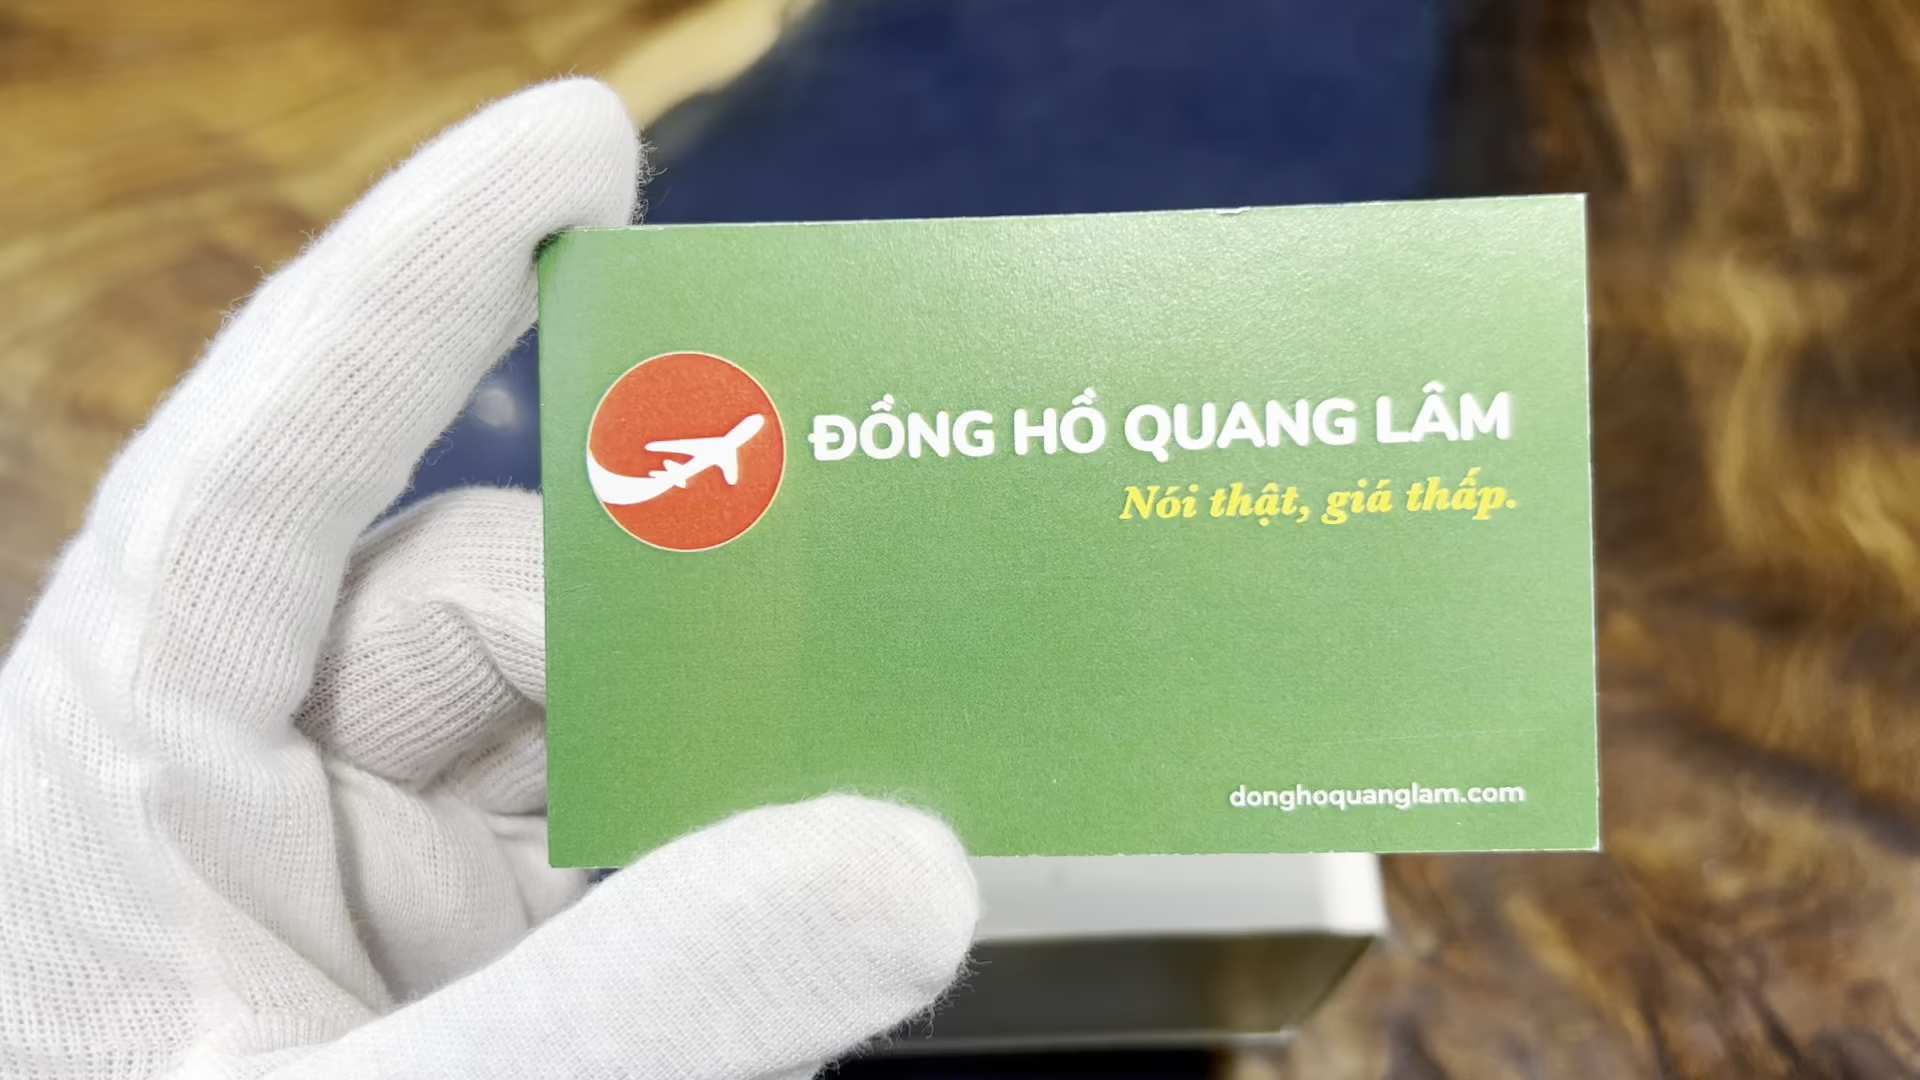 ĐỒNG HỒ QUANG LÂM
Nói thật, giá thấp.
donghoquanglam.com